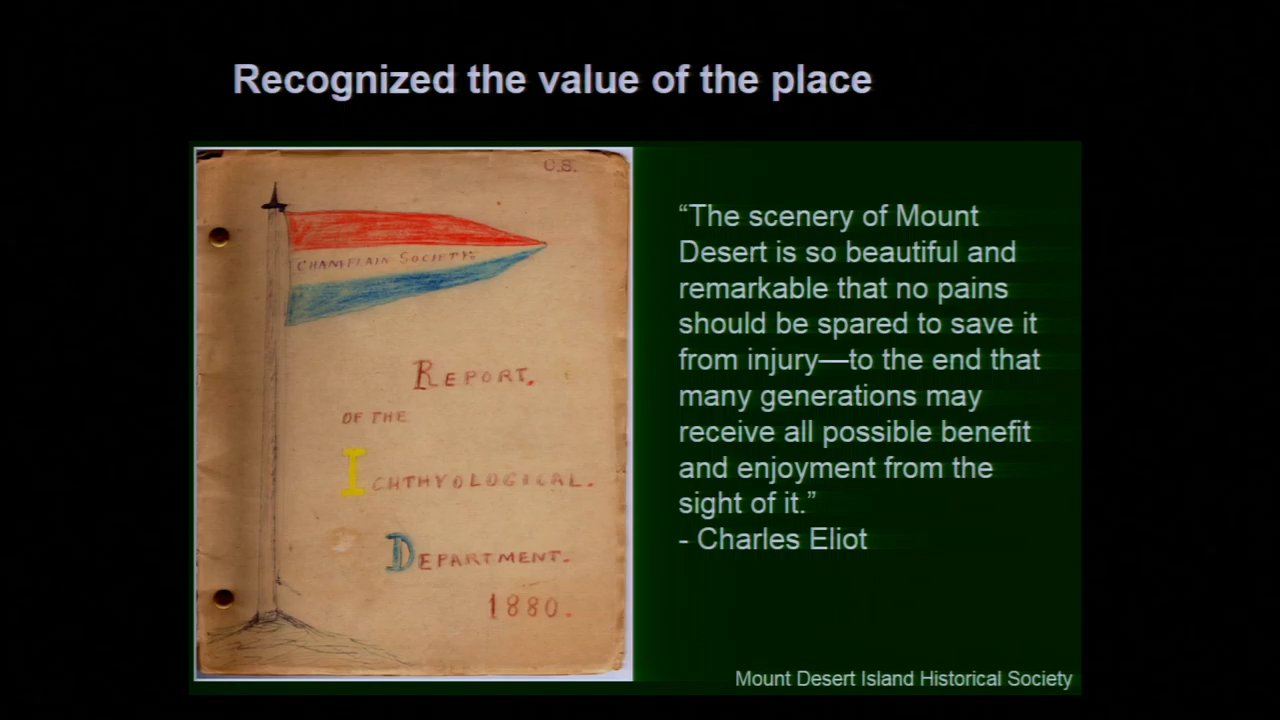 Recognized the value of the place
C.S.
CHAMPLAIN SOCIETY.
REPORT.
OF THE
ICHTHYOLOGICAL.
DEPARTMENT.
1880.
“The scenery of Mount
Desert is so beautiful and
remarkable that no pains
should be spared to save it
from injury—to the end that
many generations may
receive all possible benefit
and enjoyment from the
sight of it.”
- Charles Eliot
Mount Desert Island Historical Society